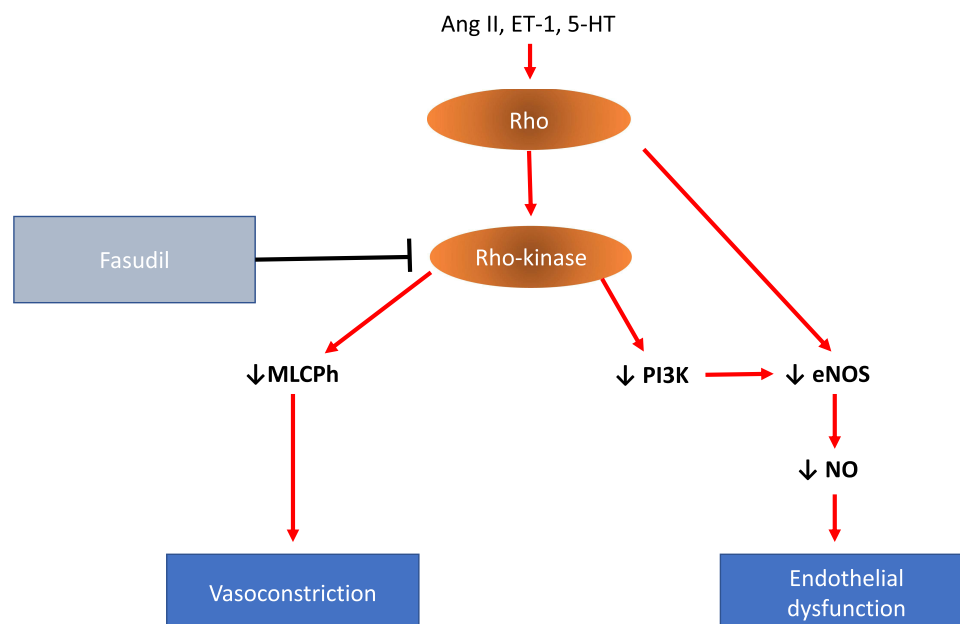 Ang II, ET-1, 5-HT
Rho
Fasudil
Rho-kinase
↓MLCPh
↓ PI3K
↓ eNOS
↓ NO
Vasoconstriction
Endothelial
dysfunction